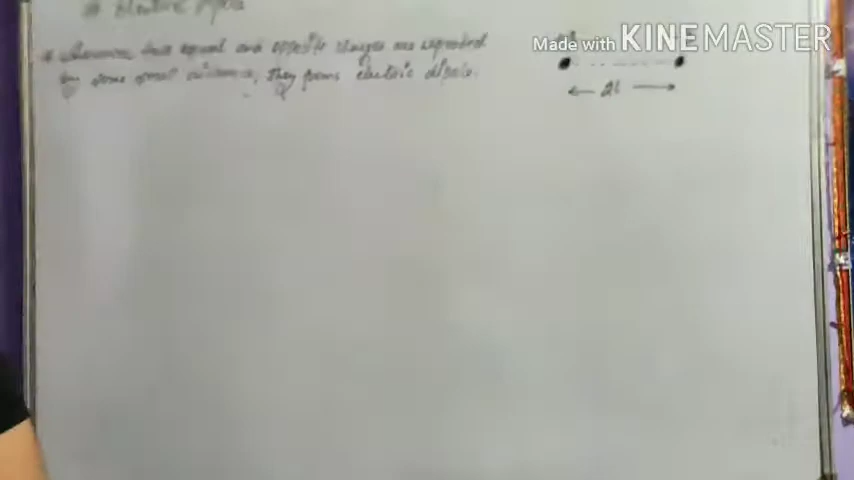 # Electric Dipole
* Whenever two equal and opposite charges are seperated
by some small distance, they form electric dipole.
Made with KINEMASTER
2l